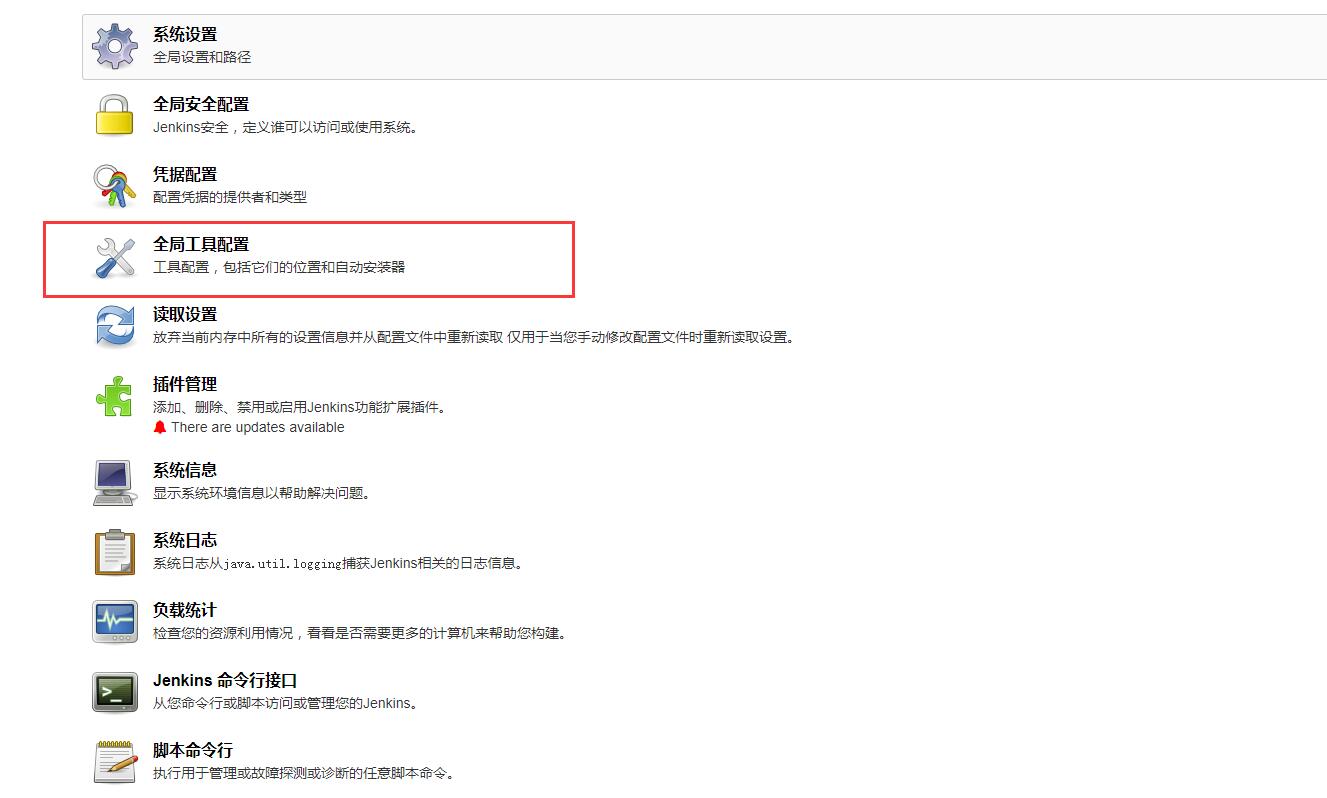 系统设置
全局设置和路径
全局安全配置
Jenkins安全，定义谁可以访问或使用系统。
凭据配置
配置凭据的提供者和类型
全局工具配置
工具配置，包括它们的位置和自动安装器
读取设置
放弃当前内存中所有的设置信息并从配置文件中重新读取 仅用于当您手动修改配置文件时重新读取设置。
插件管理
添加、删除、禁用或启用Jenkins功能扩展插件。
There are updates available
系统信息
显示系统环境信息以帮助解决问题。
系统日志
系统日志从java.util.logging捕获Jenkins相关的日志信息。
负载统计
检查您的资源利用情况，看看是否需要更多的计算机来帮助您构建。
Jenkins 命令行接口
从您命令行或脚本访问或管理您的Jenkins。
脚本命令行
执行用于管理或故障探测或诊断的任意脚本命令。